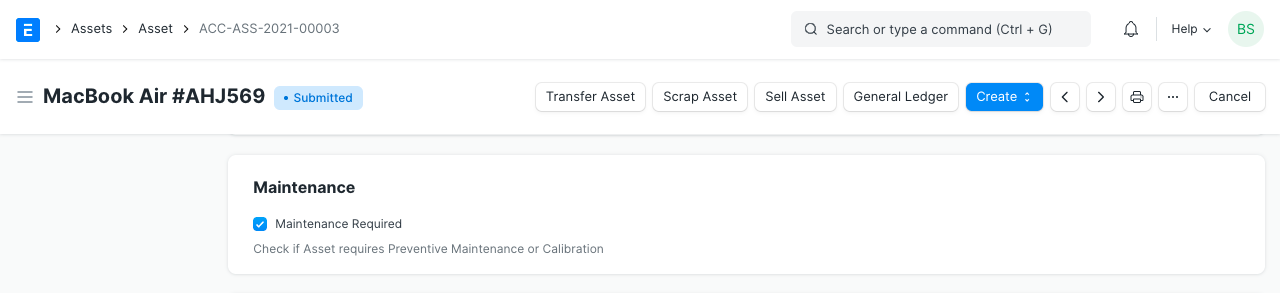 E Assets Asset ACC-ASS-2021-00003 Search or type a command (Ctrl + G) Help BS
MacBook Air #AHJ569 • Submitted Transfer Asset Scrap Asset Sell Asset General Ledger Create ··· Cancel
Maintenance
Maintenance Required
Check if Asset requires Preventive Maintenance or Calibration